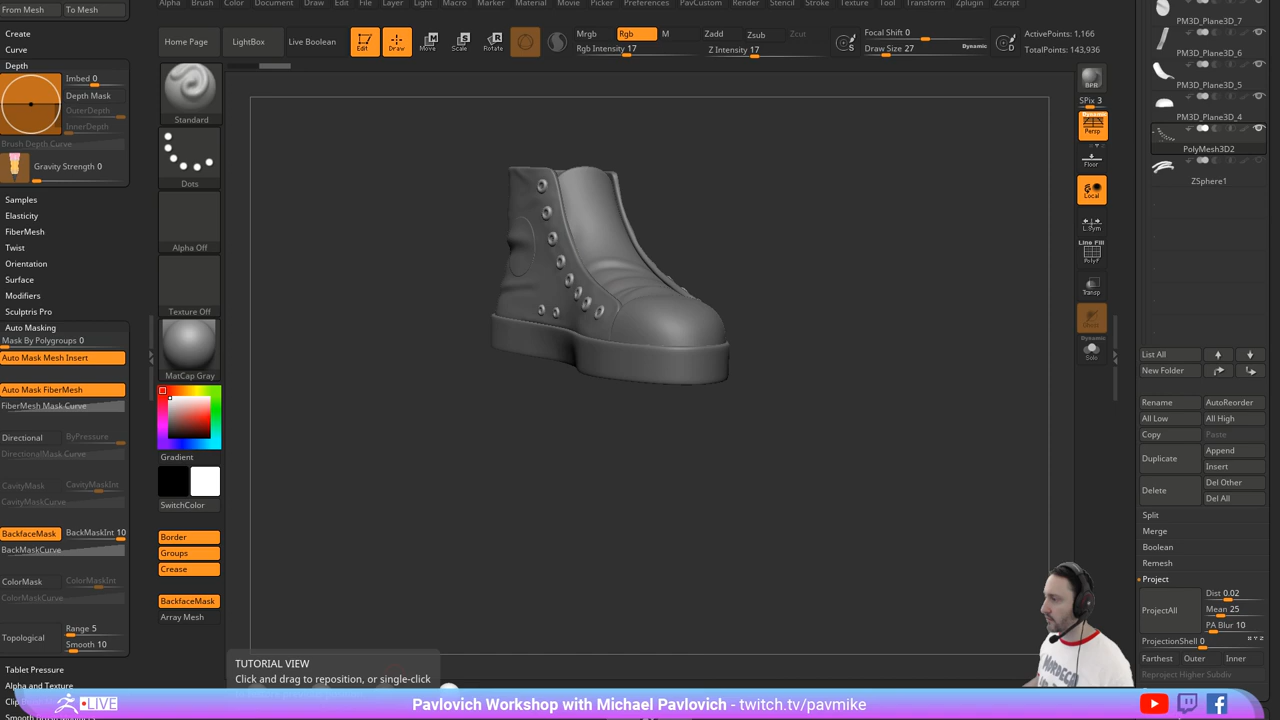 From Mesh To Mesh
Create
Curve
Depth
Imbed 0
Depth Mask
OuterDepth
InnerDepth
Brush Depth Curve
Gravity Strength 0
Samples
Elasticity
FiberMesh
Twist
Orientation
Surface
Modifiers
Sculptris Pro
Auto Masking
Mask By Polygroups 0
Auto Mask Mesh Insert
Auto Mask FiberMesh
FiberMesh Mask Curve
Directional ByPressure
DirectionalMask Curve
CavityMask CavityMaskInt
CavityMaskCurve
BackfaceMask BackMaskInt 10
BackMaskCurve
ColorMask ColorMaskInt
ColorMaskCurve
Topological
Range 5
Smooth 10
Tablet Pressure
Alpha and Texture
Alpha Brush Color Document Draw Edit File Layer Light Macro Marker Material Movie Picker Preferences PavCustom Render Stencil Stroke Texture Tool Transform Zplugin Zscript
Home Page LightBox Live Boolean
Edit Draw Move Scale Rotate
Mrgb Rgb M Zadd Zsub Zcut
Rgb Intensity 17 Z Intensity 17
S
Focal Shift 0
Draw Size 27 Dynamic
D
ActivePoints: 1,166
TotalPoints: 143,936
Standard
Dots
Alpha Off
Texture Off
MatCap Gray
Gradient
SwitchColor
Border
Groups
Crease
BackfaceMask
Array Mesh
BPR
SPix 3
Dynamic
Persp
Floor
Local
L.Sym
Line Fill
PolyF
Transp
Ghost
Dynamic
Solo
PM3D_Plane3D_7
PM3D_Plane3D_6
PM3D_Plane3D_5
PM3D_Plane3D_4
PolyMesh3D2
ZSphere1
List All
New Folder
Rename AutoReorder
All Low All High
Copy Paste
Duplicate
Append
Insert
Delete
Del Other
Del All
Split
Merge
Boolean
Remesh
Project
ProjectAll
Dist 0.02
Mean 25
PA Blur 10
ProjectionShell 0
Farthest Outer Inner
Reproject Higher Subdiv
TUTORIAL VIEW
Click and drag to reposition, or single-click
LIVE
Pavlovich Workshop with Michael Pavlovich - twitch.tv/pavmike